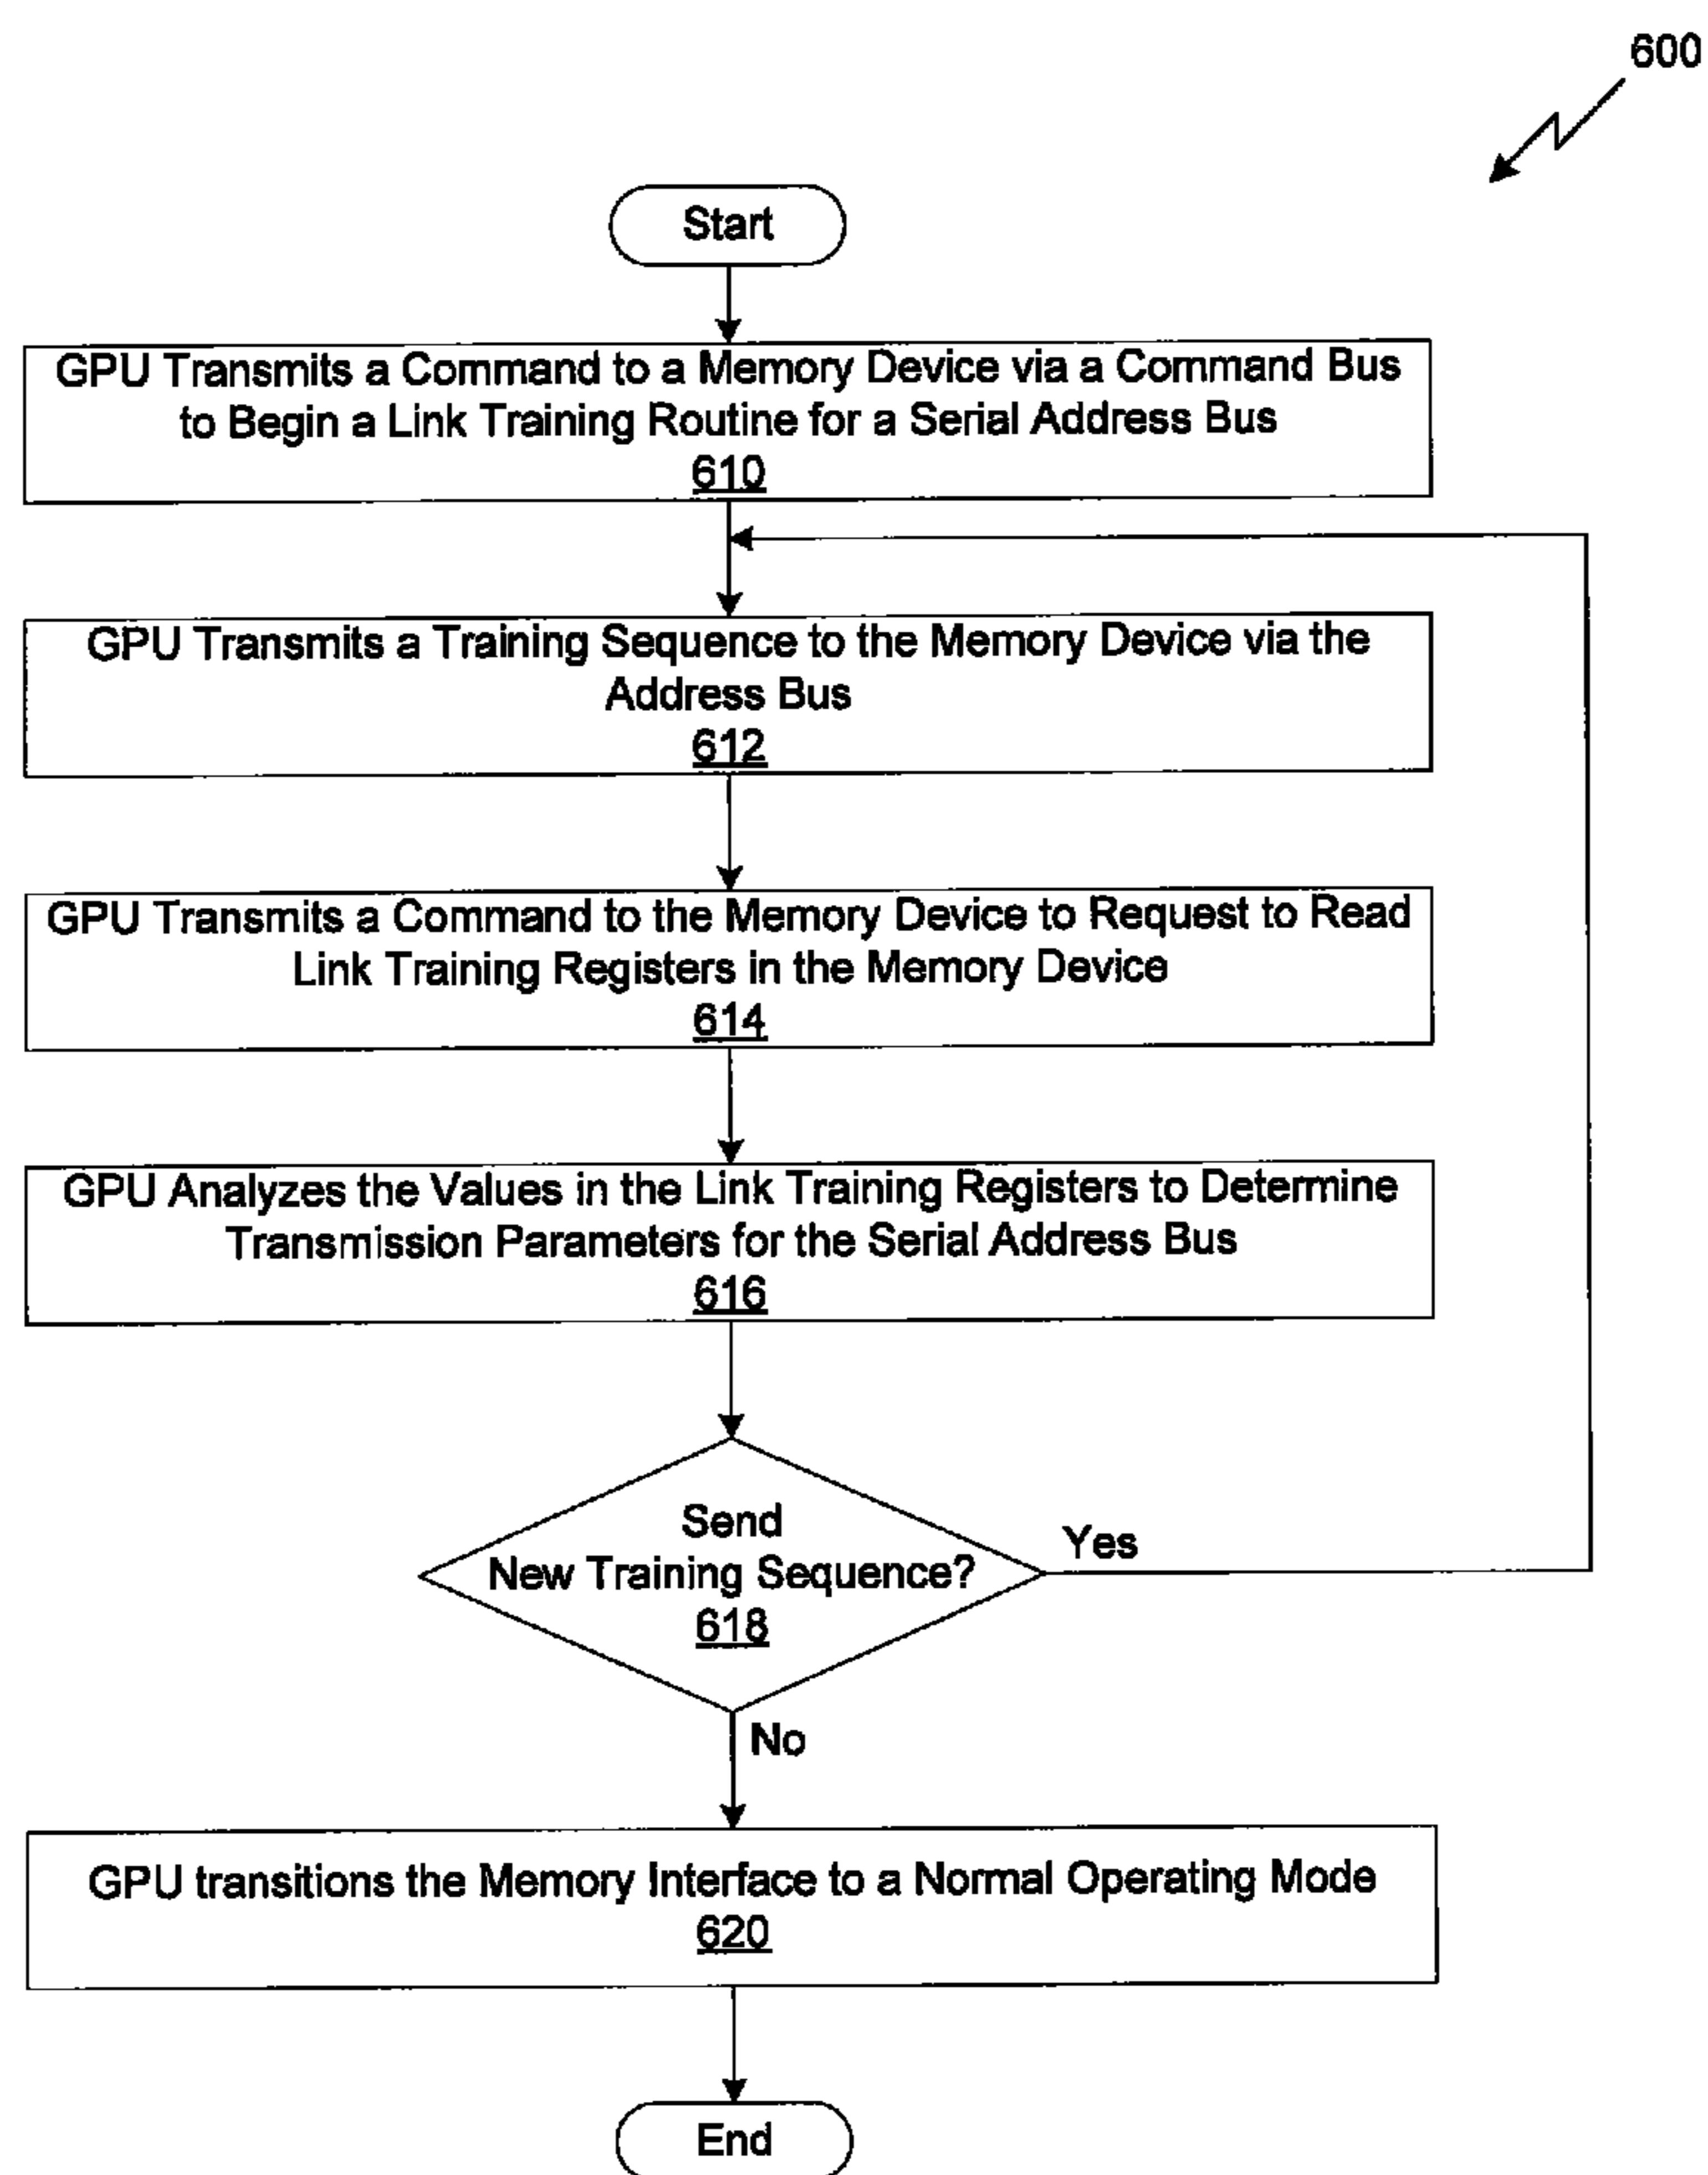 600
Start
GPU Transmits a Command to a Memory Device via a Command Bus
to Begin a Link Training Routine for a Serial Address Bus
610
GPU Transmits a Training Sequence to the Memory Device via the
Address Bus
612
GPU Transmits a Command to the Memory Device to Request to Read
Link Training Registers in the Memory Device
614
GPU Analyzes the Values in the Link Training Registers to Determine
Transmission Parameters for the Serial Address Bus
616
Send
New Training Sequence?
618
Yes
No
GPU transitions the Memory Interface to a Normal Operating Mode
620
End